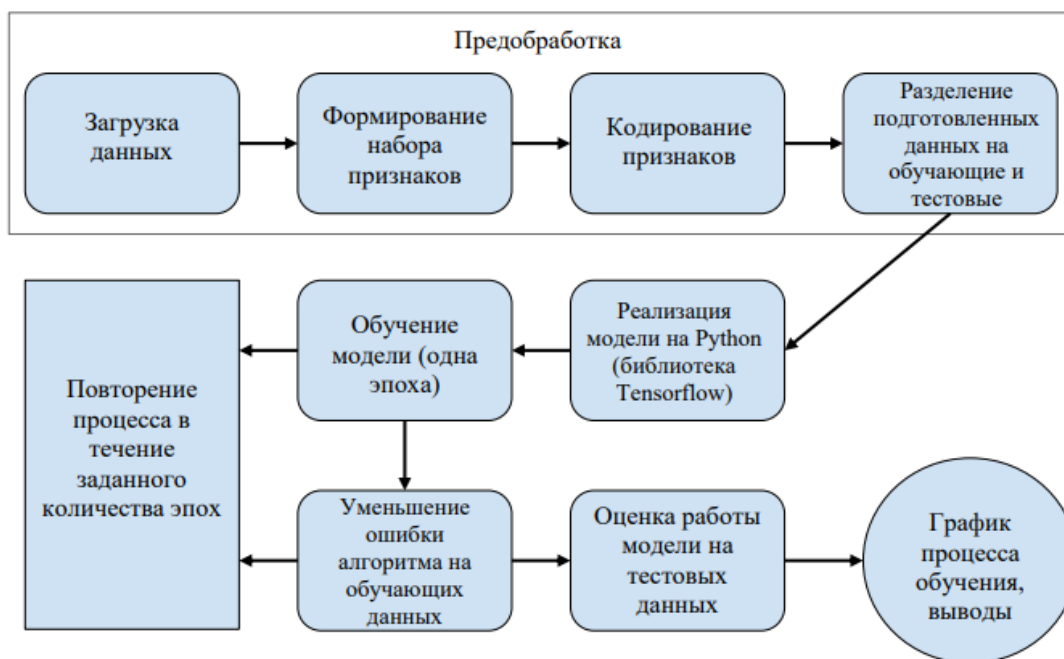 Предобработка
Загрузка
данных
Формирование
набора
признаков
Кодирование
признаков
Разделение
подготовленных
данных на
обучающие и
тестовые
Повторение
процесса в
течение
заданного
количества эпох
Обучение
модели (одна
эпоха)
Реализация
модели на Python
(библиотека
Tensorflow)
Уменьшение
ошибки
алгоритма на
обучающих
данных
Оценка работы
модели на
тестовых
данных
График
процесса
обучения,
выводы